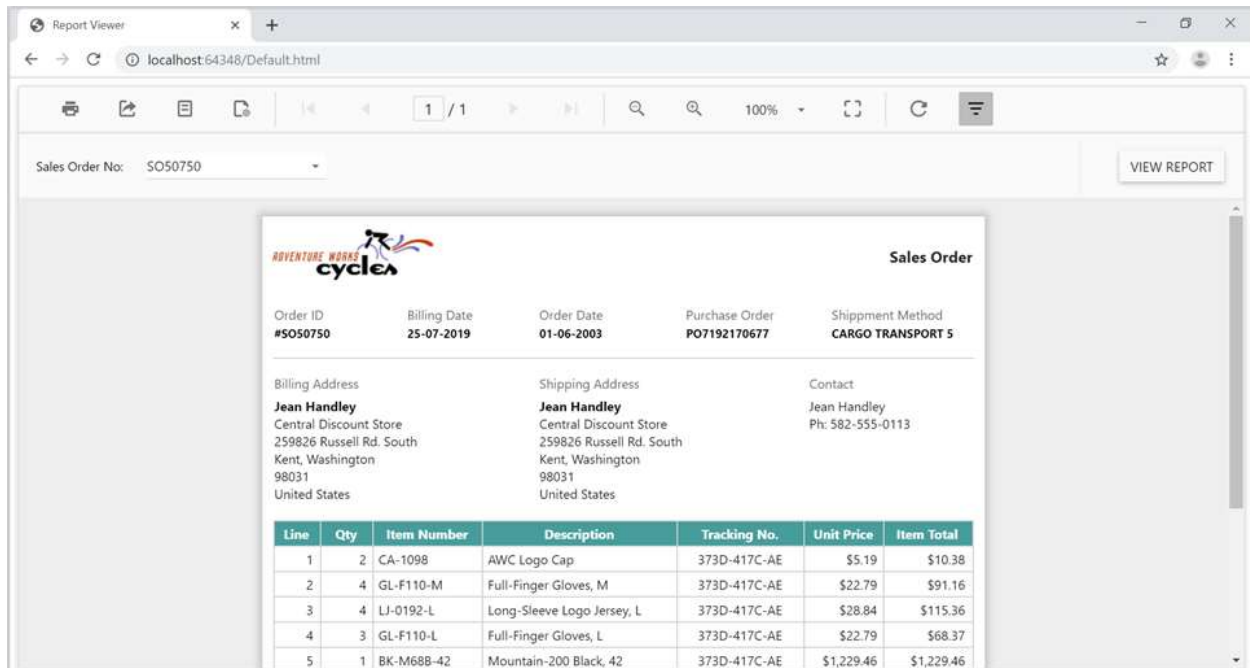 Report Viewer
localhost:64348/Default.html
1 / 1 100%
Sales Order No: SO50750 VIEW REPORT
ADVENTURE WORKS
cycles
Sales Order
Order ID Billing Date Order Date Purchase Order Shippment Method
#SO50750 25-07-2019 01-06-2003 PO7192170677 CARGO TRANSPORT 5
Billing Address Shipping Address Contact
Jean Handley Jean Handley Jean Handley
Central Discount Store Central Discount Store Ph: 582-555-0113
259826 Russell Rd. South 259826 Russell Rd. South
Kent, Washington Kent, Washington
98031 98031
United States United States
Line Qty Item Number Description Tracking No. Unit Price Item Total
1 2 CA-1098 AWC Logo Cap 373D-417C-AE $5.19 $10.38
2 4 GL-F110-M Full-Finger Gloves, M 373D-417C-AE $22.79 $91.16
3 4 LJ-0192-L Long-Sleeve Logo Jersey, L 373D-417C-AE $28.84 $115.36
4 3 GL-F110-L Full-Finger Gloves, L 373D-417C-AE $22.79 $68.37
5 1 BK-M68B-42 Mountain-200 Black, 42 373D-417C-AE $1,229.46 $1,229.46